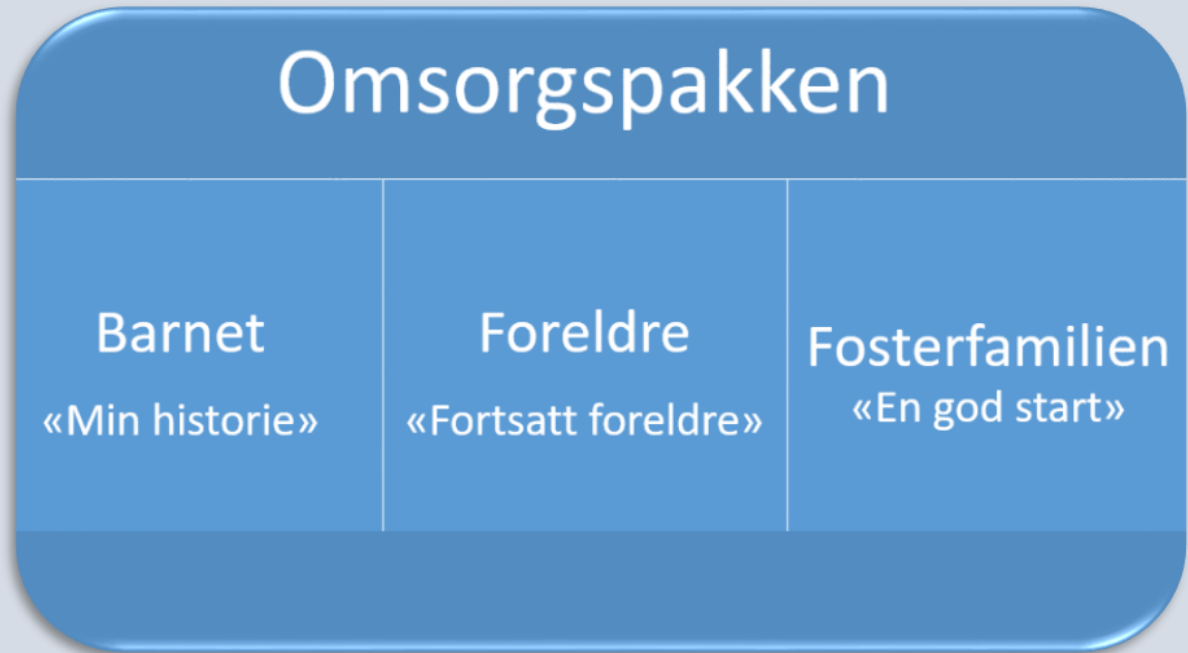 Omsorgspakken
Barnet
«Min historie»
Foreldre
«Fortsatt foreldre»
Fosterfamilien
«En god start»